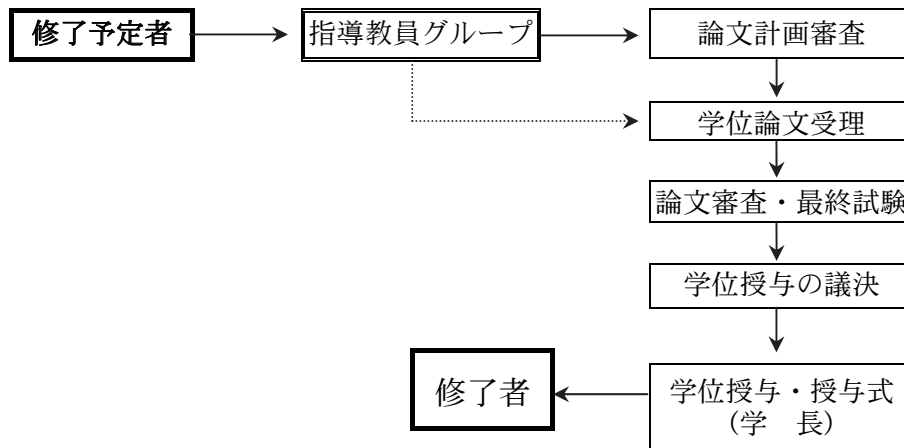 修了予定者
指導教員グループ
論文計画審査
学位論文受理
論文審査・最終試験
学位授与の議決
修了者
学位授与・授与式
(学　長)